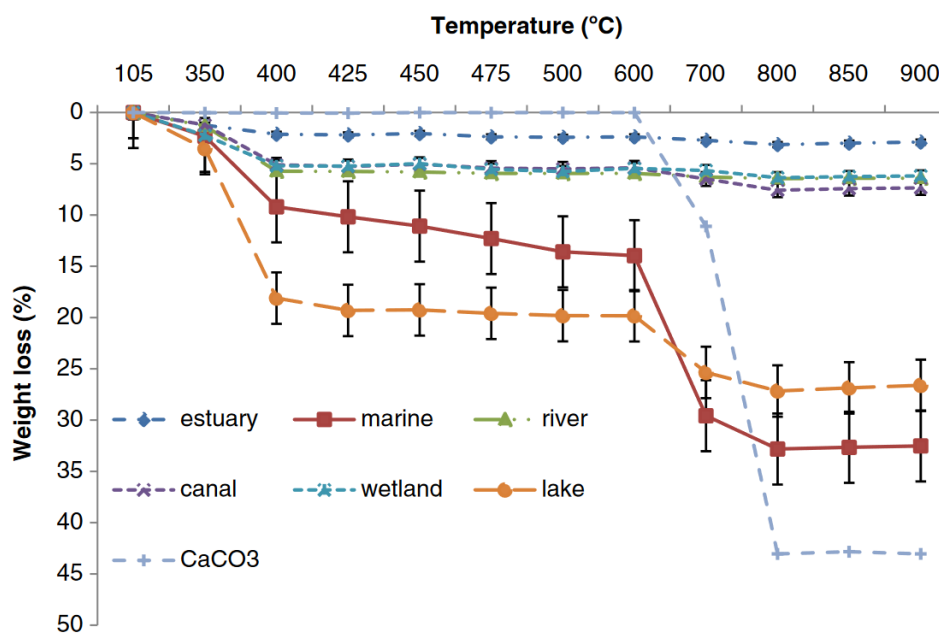 Temperature (°C)
105 350 400 425 450 475 500 600 700 800 850 900
Weight loss (%)
0
5
10
15
20
25
30
35
40
45
50
estuary marine river
canal wetland lake
CaCO3